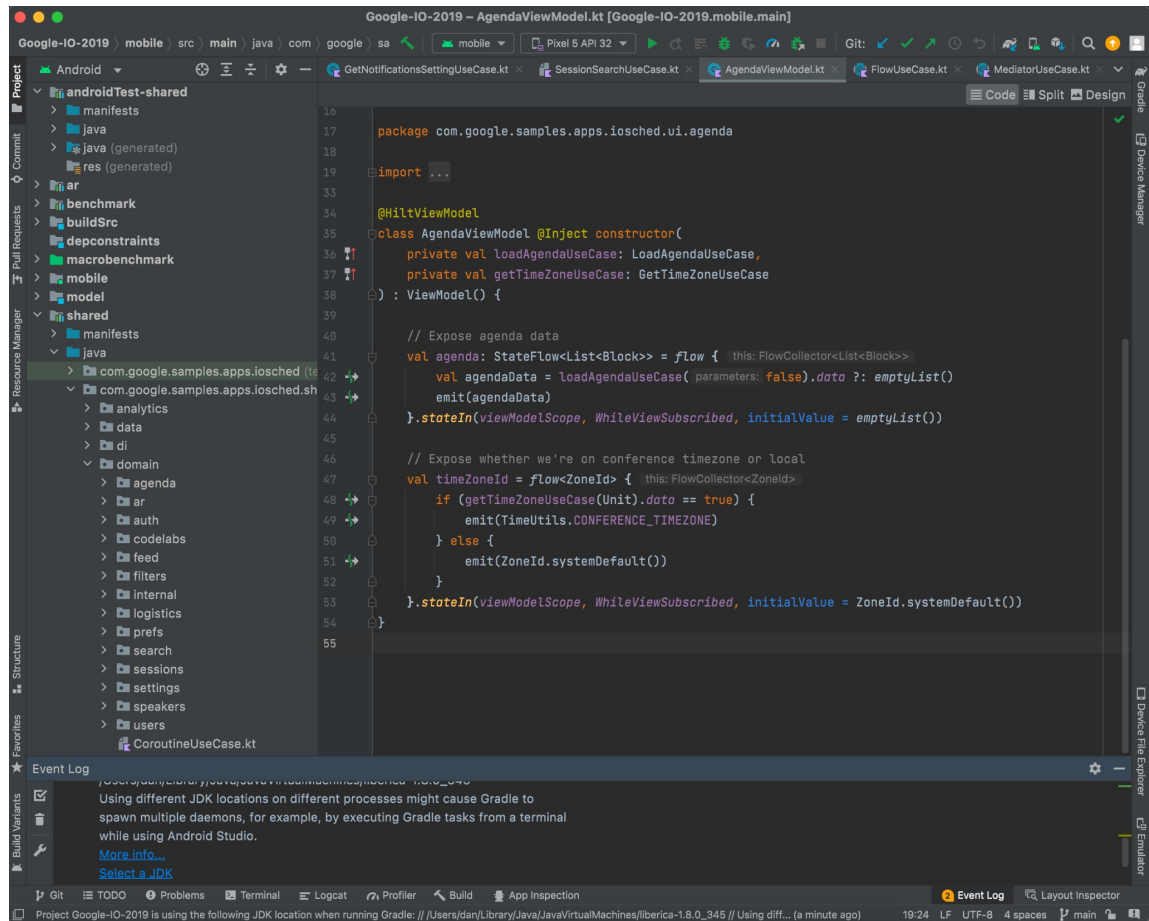 Google-IO-2019 – AgendaViewModel.kt [Google-IO-2019.mobile.main]
Google-IO-2019 mobile src main java com google sa mobile Pixel 5 API 32 Git:
Android
GetNotificationsSettingUseCase.kt SessionSearchUseCase.kt AgendaViewModel.kt FlowUseCase.kt MediatorUseCase.kt
Code Split Design
Project
Commit
Pull Requests
Resource Manager
Structure
Favorites
Build Variants
androidTest-shared
manifests
java
java (generated)
res (generated)
ar
benchmark
buildSrc
depconstraints
macrobenchmark
mobile
model
shared
manifests
java
com.google.samples.apps.iosched (te
com.google.samples.apps.iosched.sh
analytics
data
di
domain
agenda
ar
auth
codelabs
feed
filters
internal
logistics
prefs
search
sessions
settings
speakers
users
CoroutineUseCase.kt
16
17 package com.google.samples.apps.iosched.ui.agenda
18
19 import ...
33
34 @HiltViewModel
35 class AgendaViewModel @Inject constructor(
36 private val loadAgendaUseCase: LoadAgendaUseCase,
37 private val getTimeZoneUseCase: GetTimeZoneUseCase
38 ) : ViewModel() {
39
40 // Expose agenda data
41 val agenda: StateFlow<List<Block>> = flow { this: FlowCollector<List<Block>>
42 val agendaData = loadAgendaUseCase( parameters: false).data ?: emptyList()
43 emit(agendaData)
44 }.stateIn(viewModelScope, WhileViewSubscribed, initialValue = emptyList())
45
46 // Expose whether we're on conference timezone or local
47 val timeZoneId = flow<ZoneId> { this: FlowCollector<ZoneId>
48 if (getTimeZoneUseCase(Unit).data == true) {
49 emit(TimeUtils.CONFERENCE_TIMEZONE)
50 } else {
51 emit(ZoneId.systemDefault())
52 }
53 }.stateIn(viewModelScope, WhileViewSubscribed, initialValue = ZoneId.systemDefault())
54 }
55
Gradle
Device Manager
Device File Explorer
Emulator
Event Log
/Users/dan/Library/Java/JavaVirtualMachines/liberica-1.8.0_345
Using different JDK locations on different processes might cause Gradle to
spawn multiple daemons, for example, by executing Gradle tasks from a terminal
while using Android Studio.
More info...
Select a JDK
Git TODO Problems Terminal Logcat Profiler Build App Inspection 2 Event Log Layout Inspector
Project Google-IO-2019 is using the following JDK location when running Gradle: // /Users/dan/Library/Java/JavaVirtualMachines/liberica-1.8.0_345 // Using diff... (a minute ago) 19:24 LF UTF-8 4 spaces main